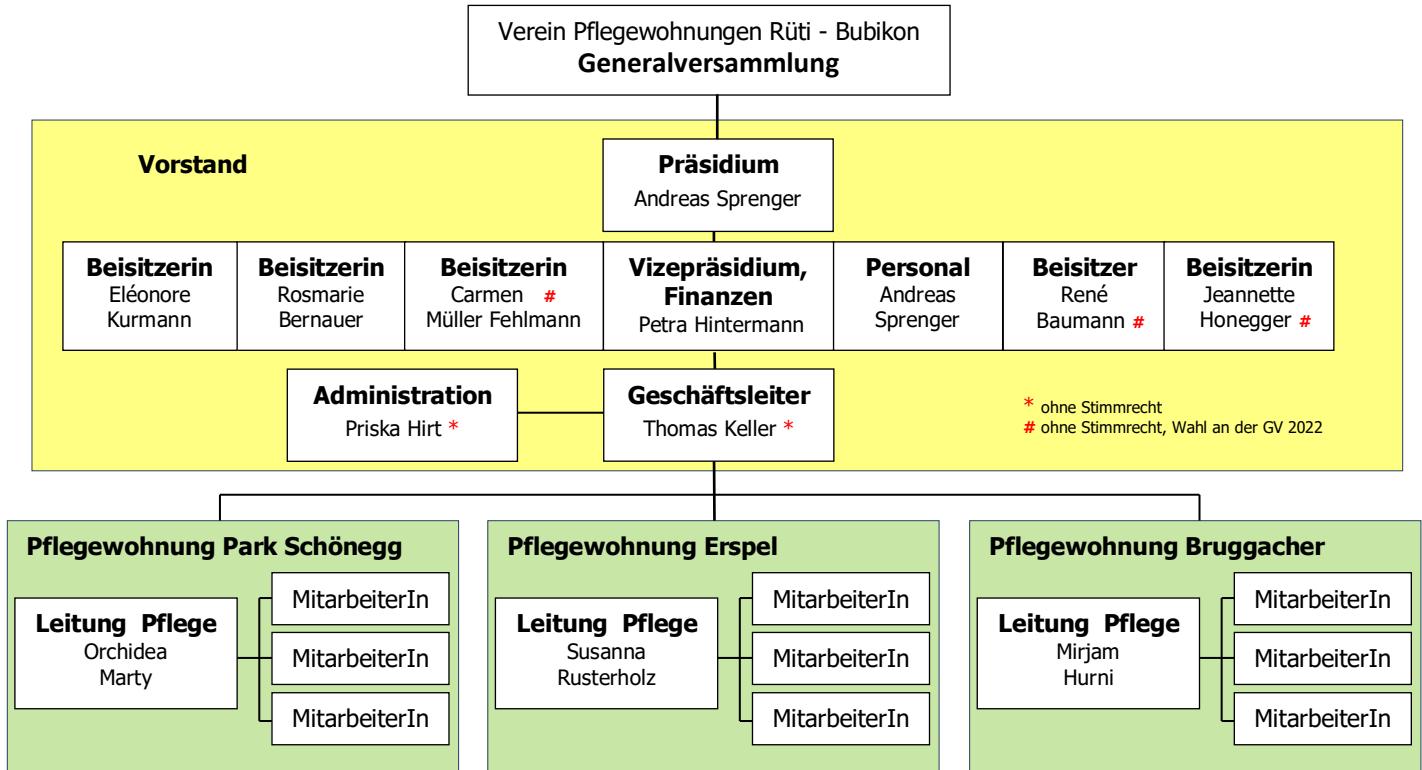 Verein Pflegewohnungen Rüti - Bubikon
Generalversammlung
Vorstand
Präsidium
Andreas Sprenger
Beisitzerin
Eléonore
Kurmann
Beisitzerin
Rosmarie
Bernauer
Beisitzerin
Carmen #
Müller Fehlmann
Vizepräsidium,
Finanzen
Petra Hintermann
Personal
Andreas
Sprenger
Beisitzer
René
Baumann #
Beisitzerin
Jeannette
Honegger #
Administration
Priska Hirt *
Geschäftsleiter
Thomas Keller *
* ohne Stimmrecht
# ohne Stimmrecht, Wahl an der GV 2022
Pflegewohnung Park Schönegg
Leitung Pflege
Orchidea
Marty
MitarbeiterIn
MitarbeiterIn
MitarbeiterIn
Pflegewohnung Erspel
Leitung Pflege
Susanna
Rusterholz
MitarbeiterIn
MitarbeiterIn
MitarbeiterIn
Pflegewohnung Bruggacher
Leitung Pflege
Mirjam
Hurni
MitarbeiterIn
MitarbeiterIn
MitarbeiterIn